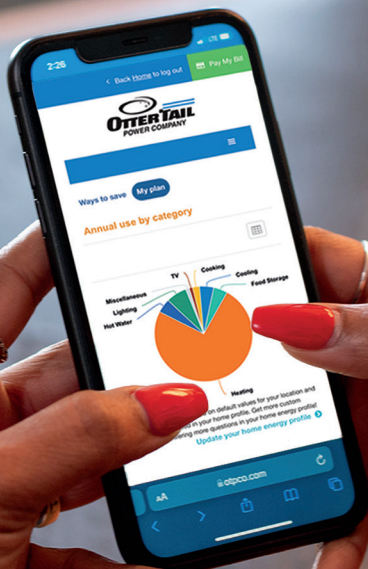 2:26
LTE
< Back Home to log out
Pay My Bill
OTTER TAIL
POWER COMPANY
Ways to save
My plan
Annual use by category
TV
Cooking
Cooling
Food Storage
Miscellaneous
Lighting
Hot Water
Heating
on default values for your location and
in your home profile. Get more custom
ering more questions in your home energy profile!
Update your home energy profile
AA
otpco.com